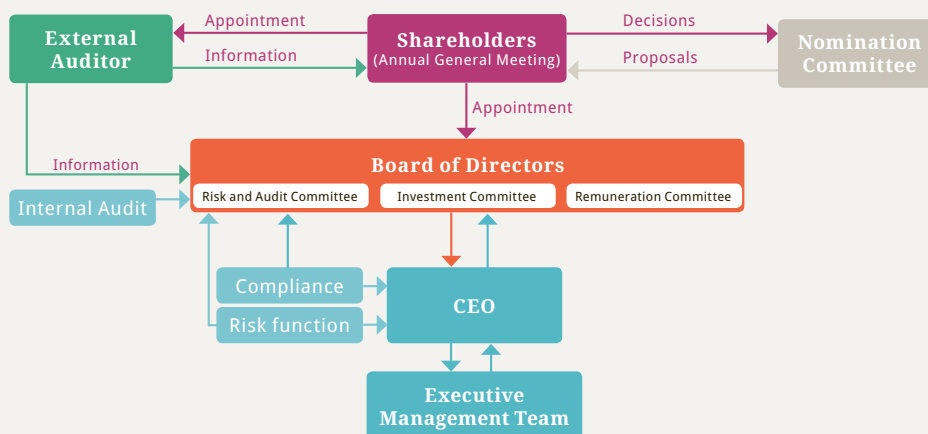 External
Auditor
Appointment
Information
Shareholders
(Annual General Meeting)
Decisions
Proposals
Nomination
Committee
Appointment
Information
Board of Directors
Risk and Audit Committee
Investment Committee
Remuneration Committee
Internal Audit
Compliance
Risk function
CEO
Executive
Management Team